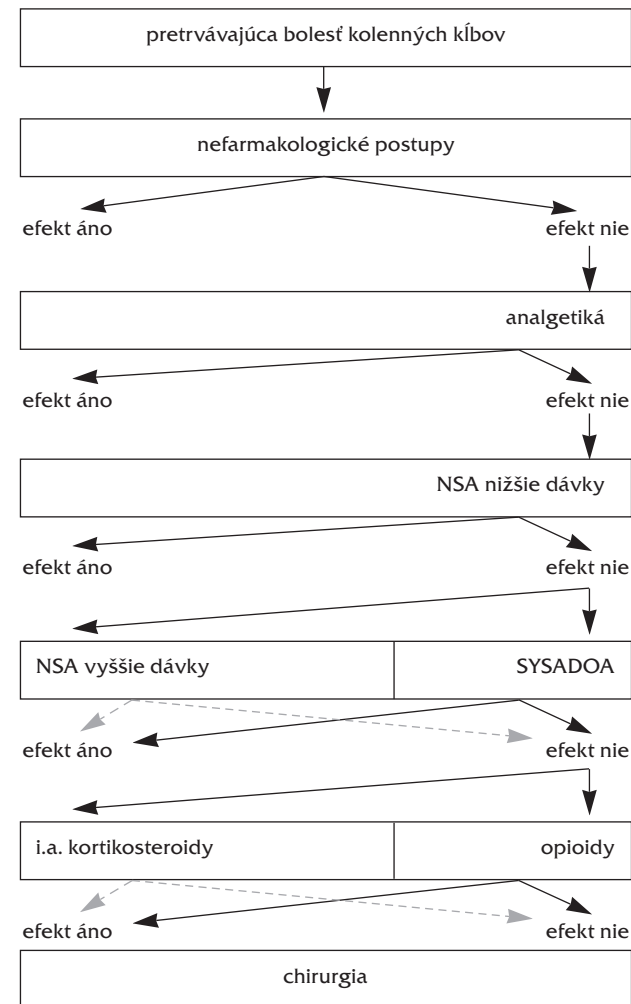 pretrvávajúca bolesť kolenných kĺbov
nefarmakologické postupy
efekt áno efekt nie
analgetiká
efekt áno efekt nie
NSA nižšie dávky
efekt áno efekt nie
NSA vyššie dávky SYSADOA
efekt áno efekt nie
i.a. kortikosteroidy opioidy
efekt áno efekt nie
chirurgia